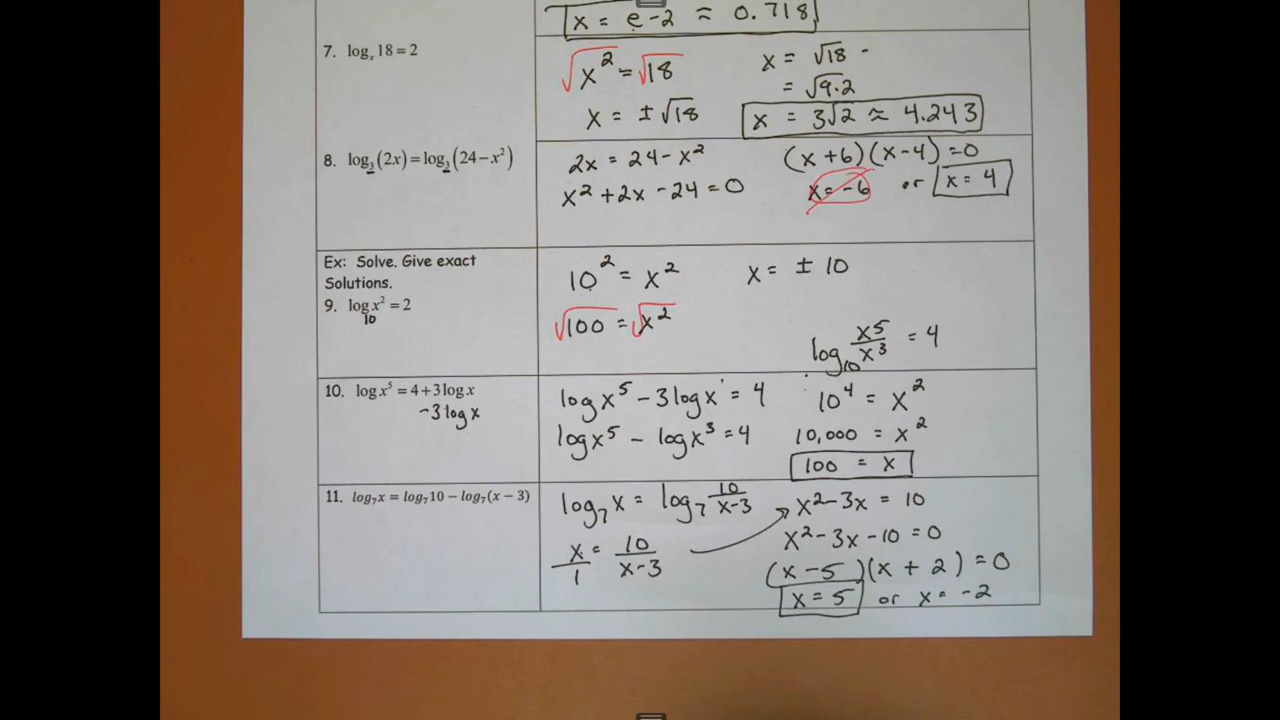 x = e - 2 ≈ 0.718
7. logₓ 18 = 2
√x² = √18
x = ± √18
x = √18
= √9·2
x = 3√2 ≈ 4.243
8. log₃(2x) = log₃(24 − x²)
2x = 24 - x²
x² + 2x - 24 = 0
(x + 6)(x - 4) = 0
x = -6 or x = 4
Ex: Solve. Give exact
Solutions.
9. log x² = 2
10
10² = x²
√100 = √x²
x = ± 10
10. log x⁵ = 4 + 3 log x
-3 log x
log x⁵ - 3 log x = 4
log x⁵ - log x³ = 4
log₁₀ x⁵/x³ = 4
10⁴ = x²
10,000 = x²
100 = x
11. log₇x = log₇10 − log₇(x − 3)
log₇ x = log₇ 10/x-3
x/1 = 10/x-3
x² - 3x = 10
x² - 3x - 10 = 0
(x - 5)(x + 2) = 0
x = 5 or x = -2